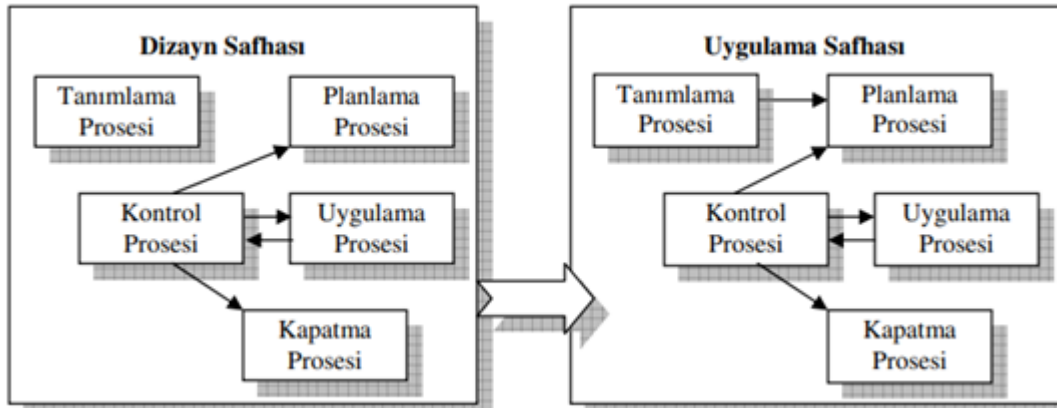 Dizayn Safhası
Tanımlama
Prosesi
Planlama
Prosesi
Kontrol
Prosesi
Uygulama
Prosesi
Kapatma
Prosesi
Uygulama Safhası
Tanımlama
Prosesi
Planlama
Prosesi
Kontrol
Prosesi
Uygulama
Prosesi
Kapatma
Prosesi